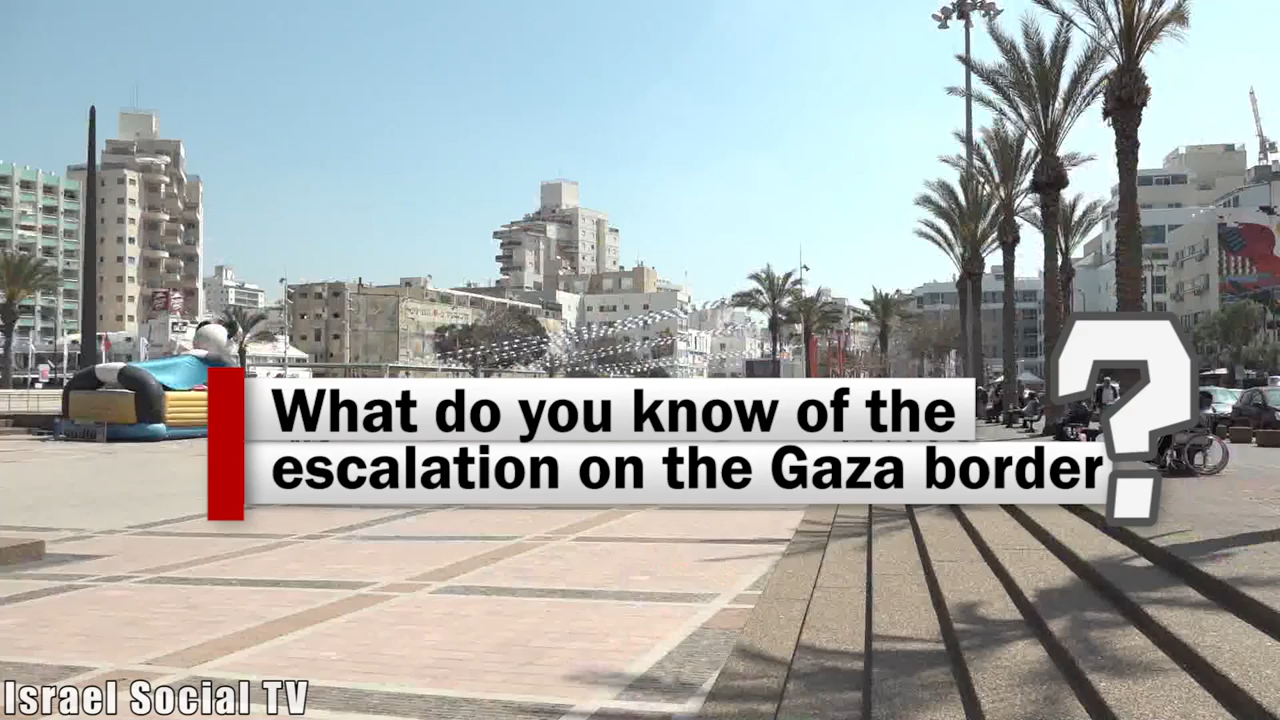 What do you know of the
escalation on the Gaza border
?
Israel Social TV